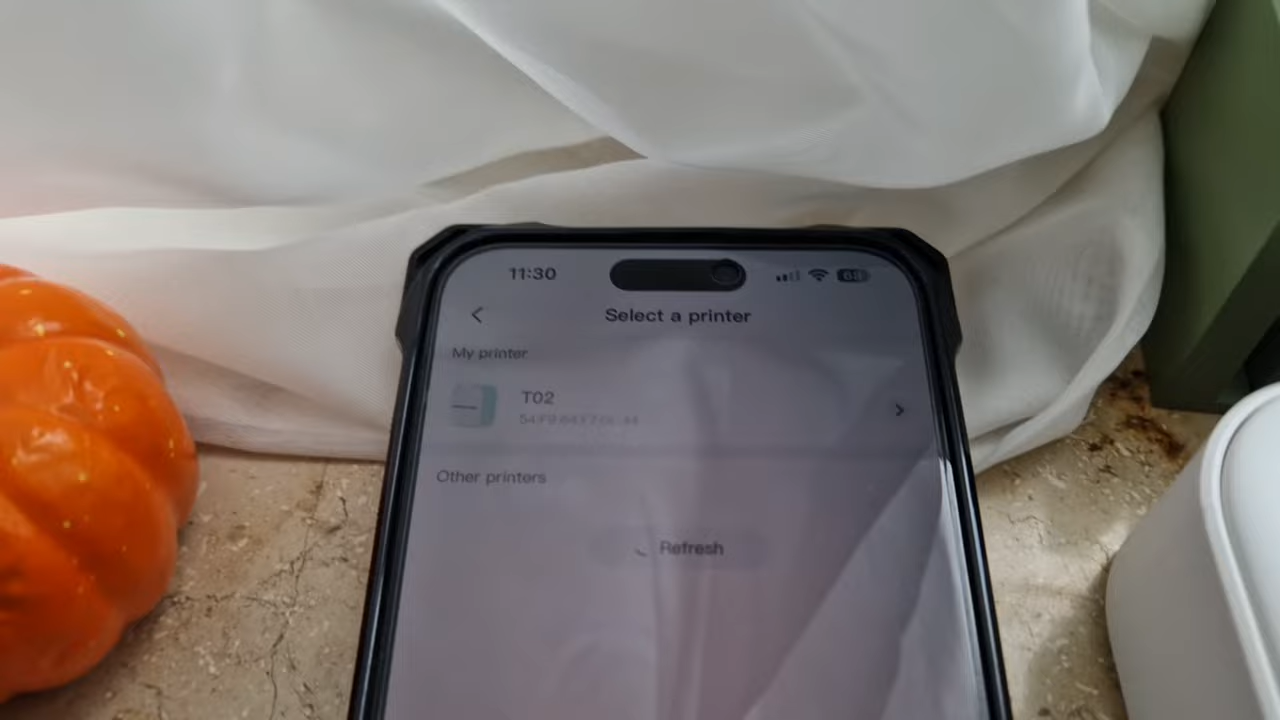 11:30
Select a printer
My printer
T02
Other printers
Refresh